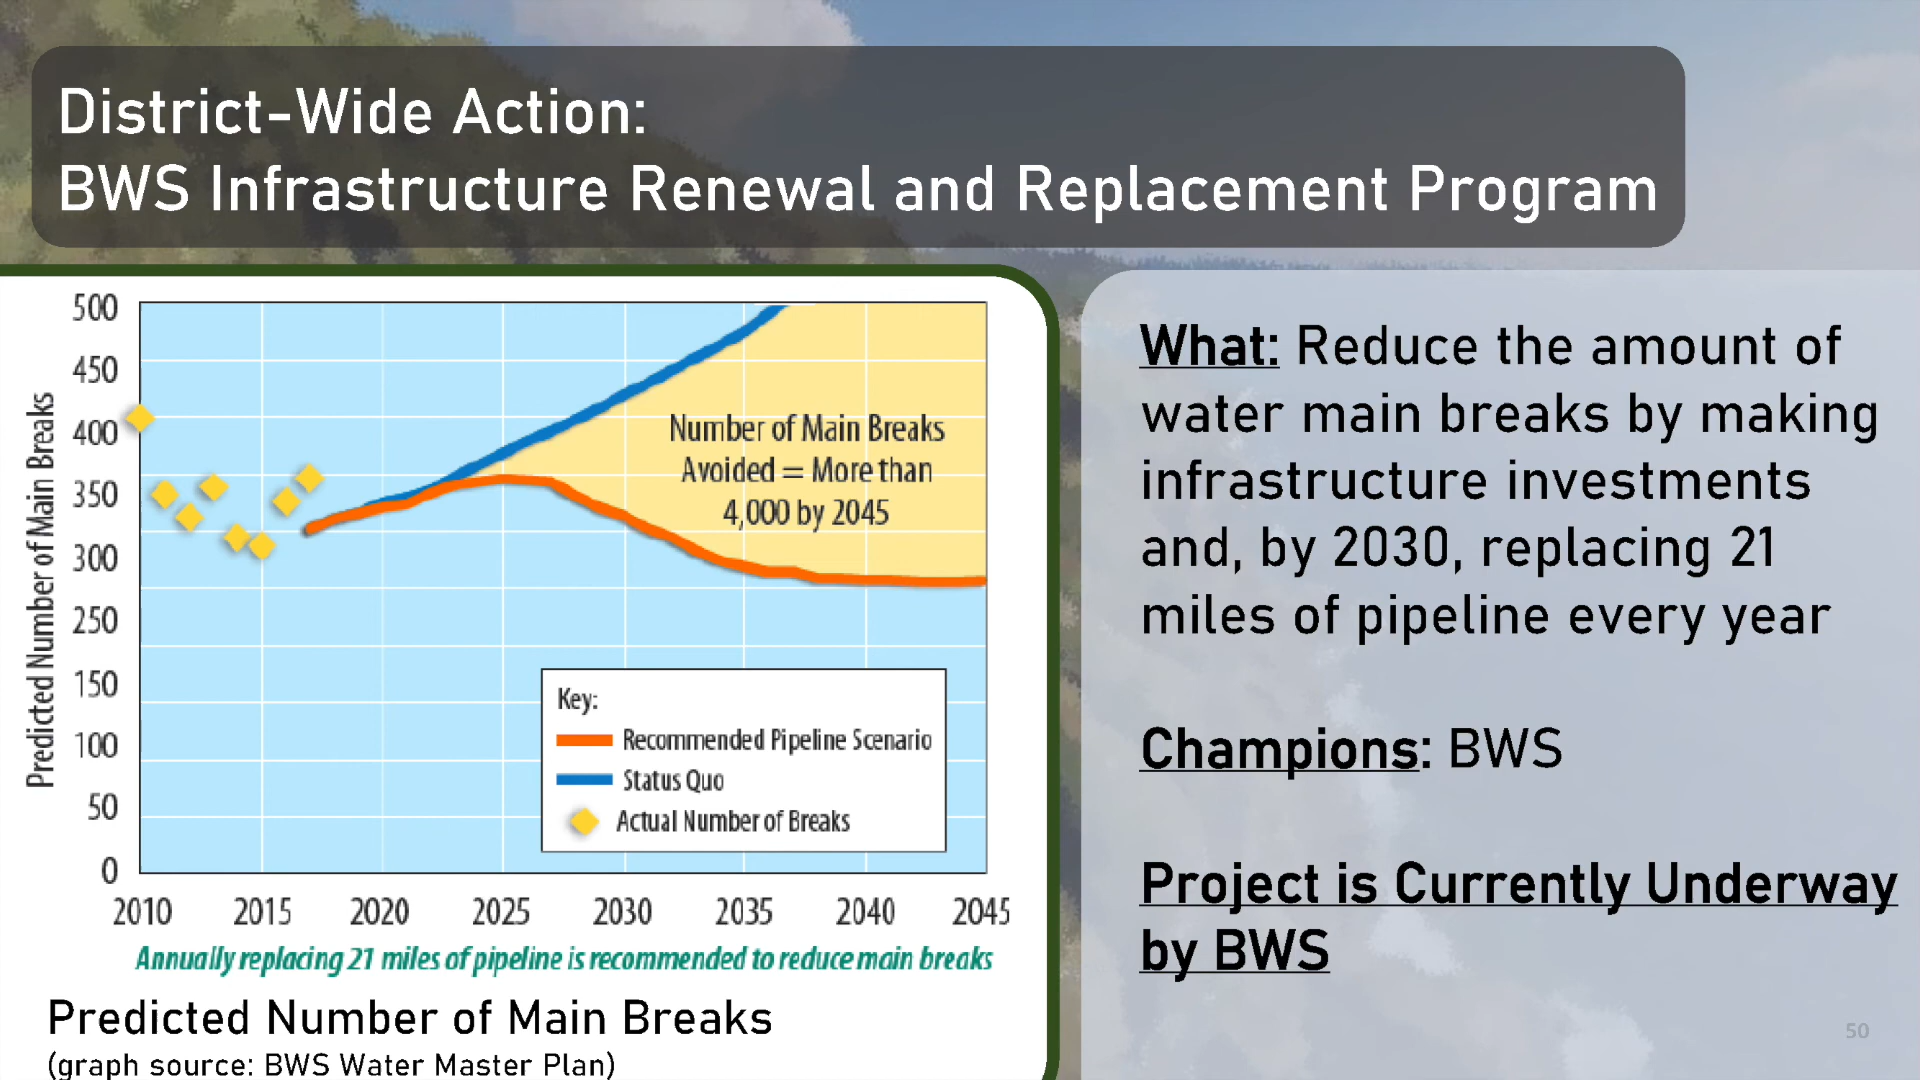 District-Wide Action:
BWS Infrastructure Renewal and Replacement Program
500
450
400
350
300
250
150
100
50
0
Predicted Number of Main Breaks
Number of Main Breaks
Avoided = More than
4,000 by 2045
Key:
Recommended Pipeline Scenario
Status Quo
Actual Number of Breaks
2010 2015 2020 2025 2030 2035 2040 2045
Annually replacing 21 miles of pipeline is recommended to reduce main breaks
Predicted Number of Main Breaks
(graph source: BWS Water Master Plan)
What: Reduce the amount of
water main breaks by making
infrastructure investments
and, by 2030, replacing 21
miles of pipeline every year
Champions: BWS
Project is Currently Underway
by BWS
50